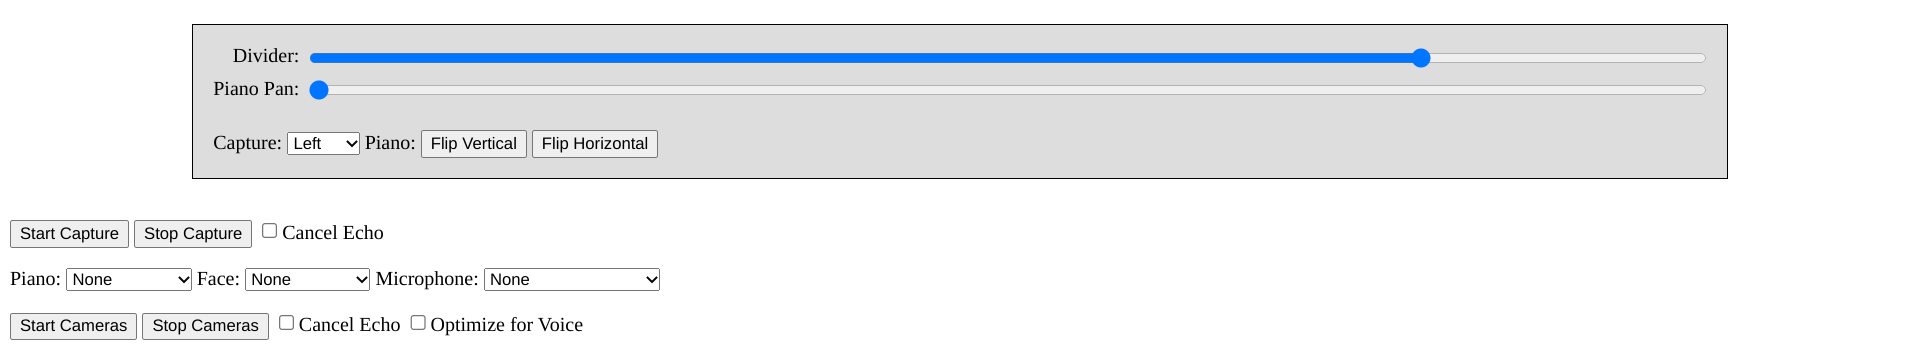 Divider:
Piano Pan:
Capture: Left Piano: Flip Vertical Flip Horizontal
Start Capture Stop Capture Cancel Echo
Piano: None Face: None Microphone: None
Start Cameras Stop Cameras Cancel Echo Optimize for Voice